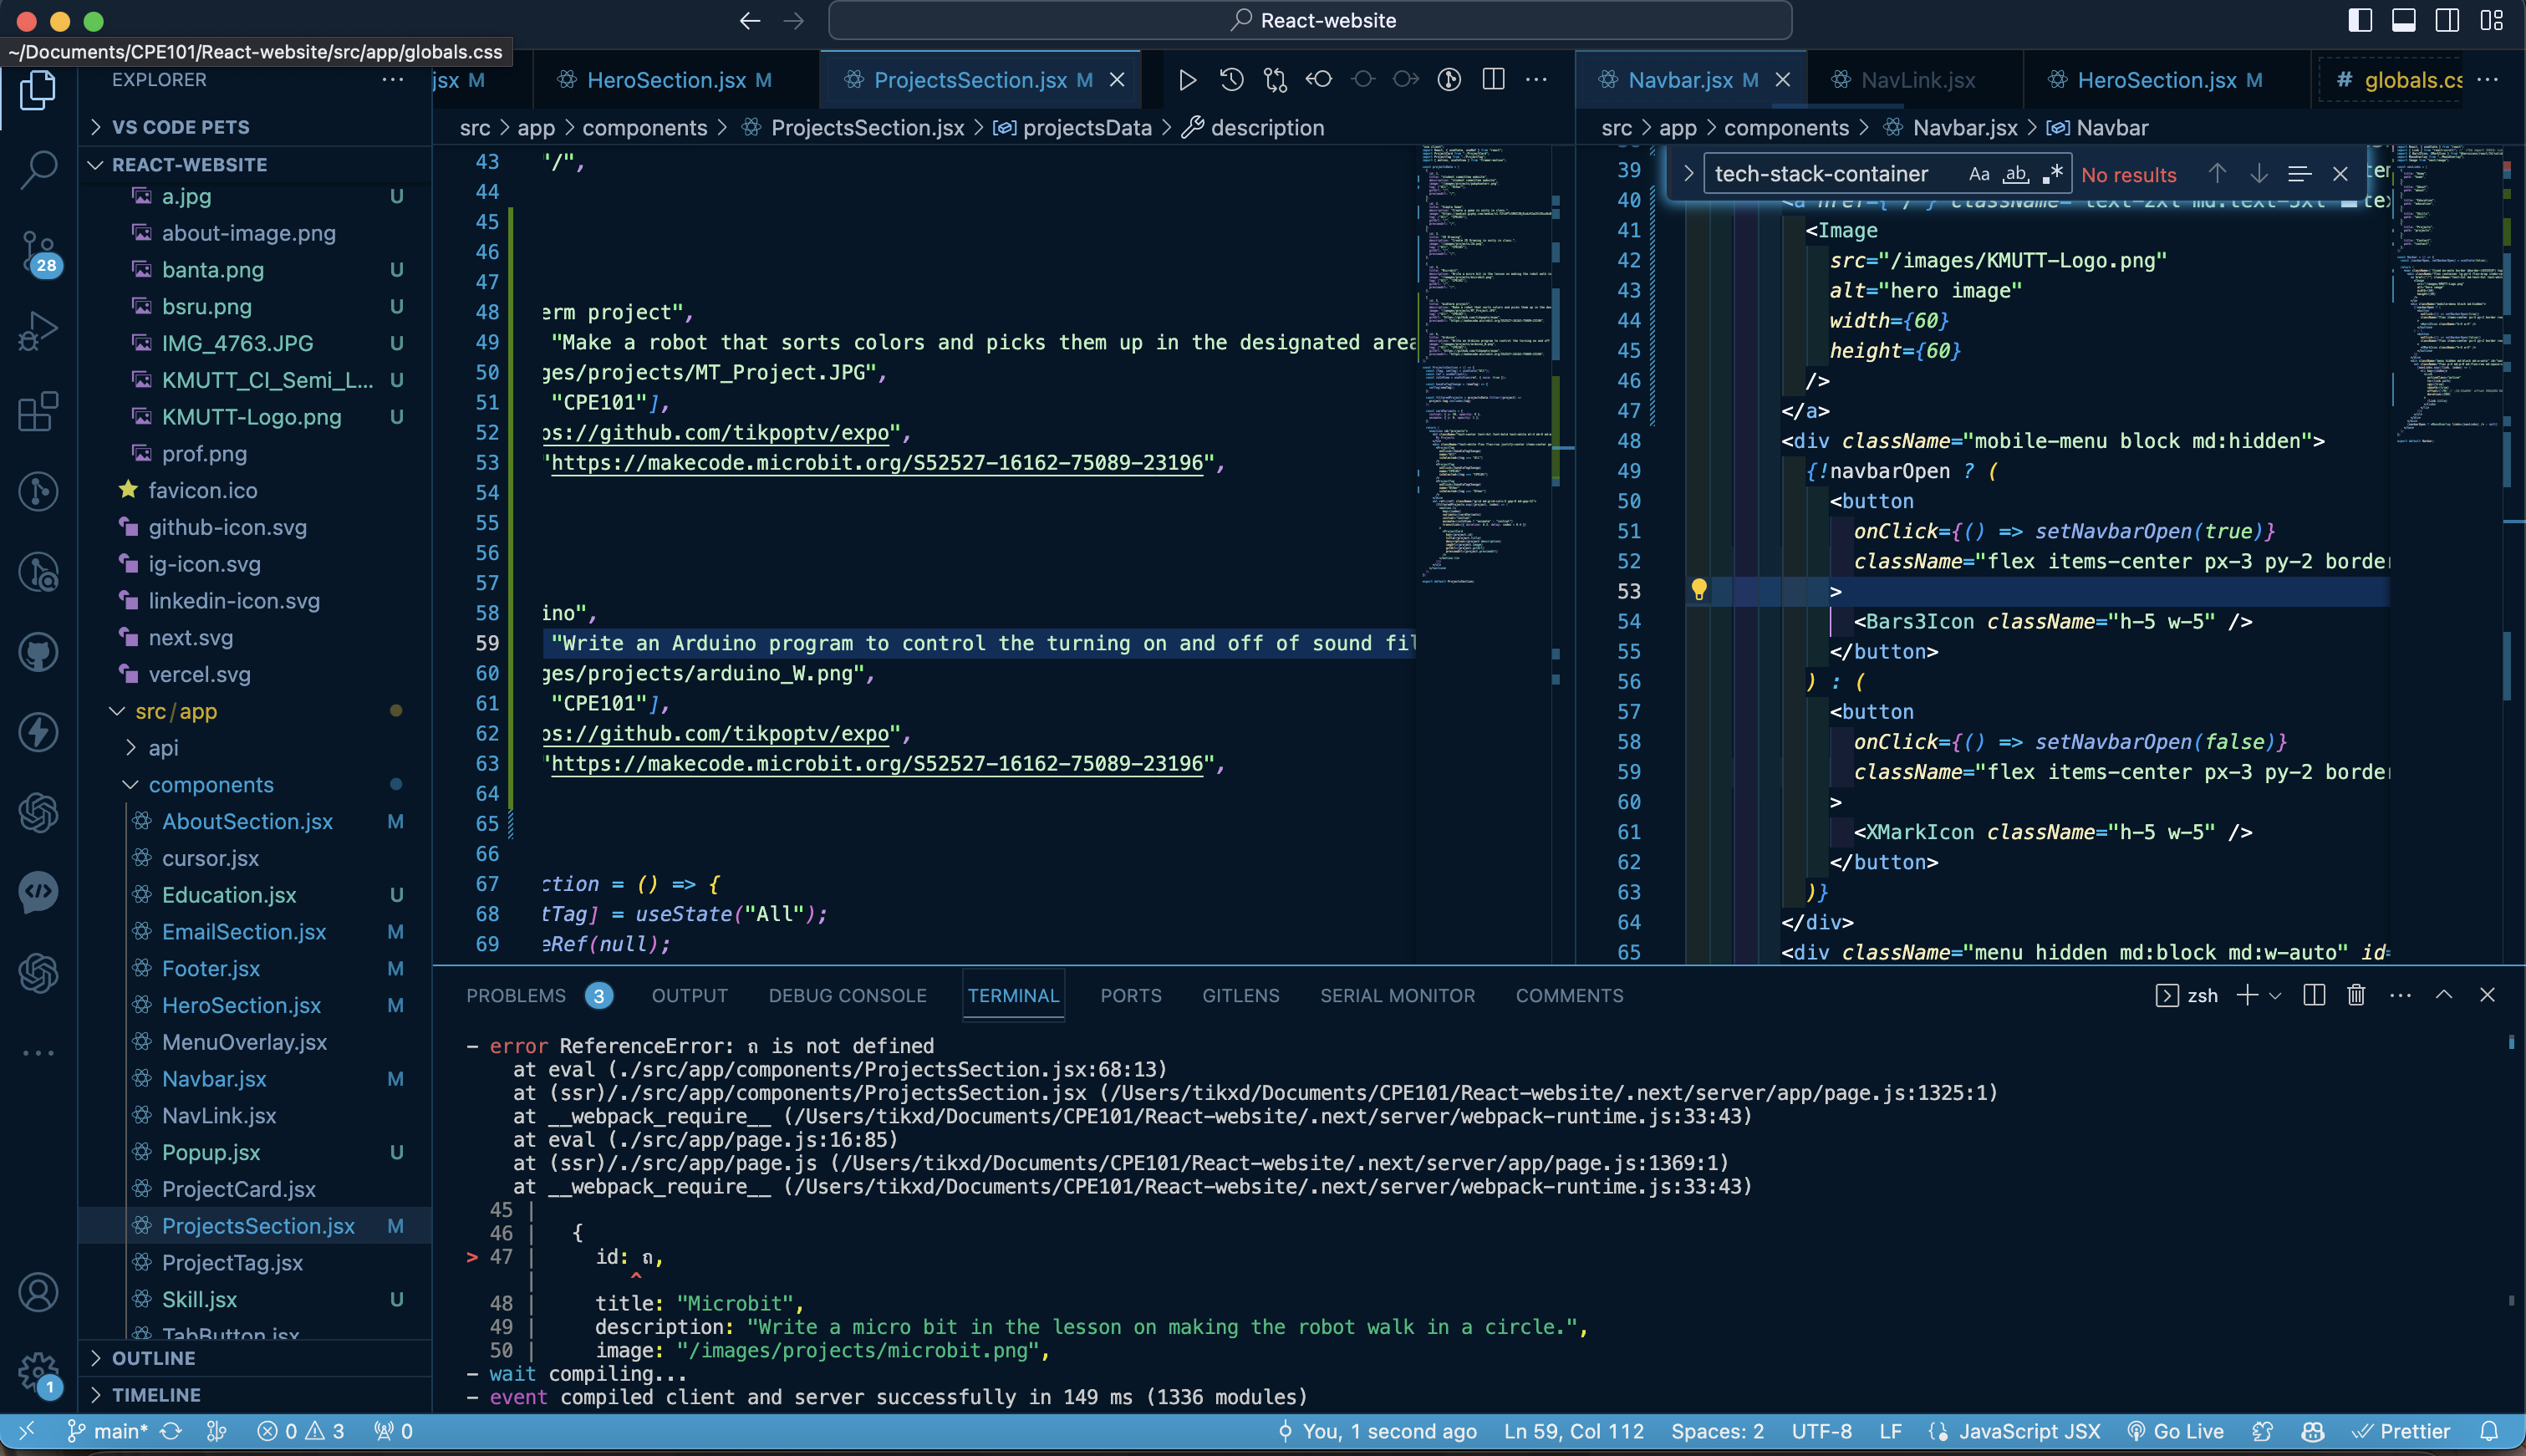 React-website
~/Documents/CPE101/React-website/src/app/globals.css
EXPLORER
VS CODE PETS
REACT-WEBSITE
a.jpg U
about-image.png
banta.png U
bsru.png U
IMG_4763.JPG U
KMUTT_CI_Semi_L... U
KMUTT-Logo.png U
prof.png
favicon.ico
github-icon.svg
ig-icon.svg
linkedin-icon.svg
next.svg
vercel.svg
src/app
api
components
AboutSection.jsx M
cursor.jsx
Education.jsx U
EmailSection.jsx M
Footer.jsx M
HeroSection.jsx M
MenuOverlay.jsx
Navbar.jsx M
NavLink.jsx
Popup.jsx U
ProjectCard.jsx
ProjectsSection.jsx M
ProjectTag.jsx
Skill.jsx U
TabButton.jsx
OUTLINE
TIMELINE
28
1
jsx M
HeroSection.jsx M
ProjectsSection.jsx M
src > app > components > ProjectsSection.jsx > projectsData > description
43 "/",
44
45
46
47
48 erm project",
49 "Make a robot that sorts colors and picks them up in the designated area
50 ges/projects/MT_Project.JPG",
51 "CPE101"],
52 ps://github.com/tikpoptv/expo",
53 "https://makecode.microbit.org/S52527-16162-75089-23196",
54
55
56
57
58 ino",
59 "Write an Arduino program to control the turning on and off of sound fil
60 ges/projects/arduino_W.png",
61 "CPE101"],
62 ps://github.com/tikpoptv/expo",
63 "https://makecode.microbit.org/S52527-16162-75089-23196",
64
65
66
67 ction = () => {
68 tTag] = useState("All");
69 eRef(null);
Navbar.jsx M
NavLink.jsx
HeroSection.jsx M
# globals.cs
src > app > components > Navbar.jsx > Navbar
tech-stack-container Aa ab .* No results
39
40 <a href={"/"} className="text-2xl md:text-5xl
41 <Image
42 src="/images/KMUTT-Logo.png"
43 alt="hero image"
44 width={60}
45 height={60}
46 />
47 </a>
48 <div className="mobile-menu block md:hidden">
49 {!navbarOpen ? (
50 <button
51 onClick={() => setNavbarOpen(true)}
52 className="flex items-center px-3 py-2 border
53 >
54 <Bars3Icon className="h-5 w-5" />
55 </button>
56 ) : (
57 <button
58 onClick={() => setNavbarOpen(false)}
59 className="flex items-center px-3 py-2 border
60 >
61 <XMarkIcon className="h-5 w-5" />
62 </button>
63 )}
64 </div>
65 <div className="menu hidden md:block md:w-auto" id=
PROBLEMS 3 OUTPUT DEBUG CONSOLE TERMINAL PORTS GITLENS SERIAL MONITOR COMMENTS
zsh
- error ReferenceError: ถ is not defined
at eval (./src/app/components/ProjectsSection.jsx:68:13)
at (ssr)/./src/app/components/ProjectsSection.jsx (/Users/tikxd/Documents/CPE101/React-website/.next/server/app/page.js:1325:1)
at __webpack_require__ (/Users/tikxd/Documents/CPE101/React-website/.next/server/webpack-runtime.js:33:43)
at eval (./src/app/page.js:16:85)
at (ssr)/./src/app/page.js (/Users/tikxd/Documents/CPE101/React-website/.next/server/app/page.js:1369:1)
at __webpack_require__ (/Users/tikxd/Documents/CPE101/React-website/.next/server/webpack-runtime.js:33:43)
45 |
46 | {
> 47 | id: ถ,
| ^
48 | title: "Microbit",
49 | description: "Write a micro bit in the lesson on making the robot walk in a circle.",
50 | image: "/images/projects/microbit.png",
- wait compiling...
- event compiled client and server successfully in 149 ms (1336 modules)
main* 0 3 0
You, 1 second ago Ln 59, Col 112 Spaces: 2 UTF-8 LF JavaScript JSX Go Live Prettier